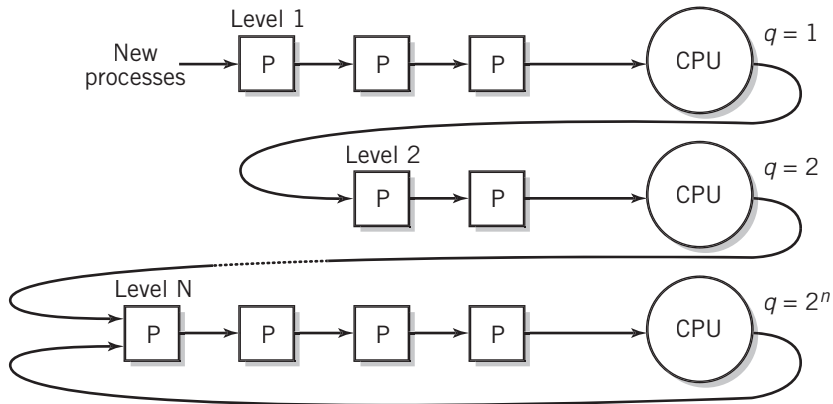 Level 1
New
processes
P
P
P
CPU
q = 1
Level 2
P
P
CPU
q = 2
Level N
P
P
P
P
CPU
q = 2ⁿ